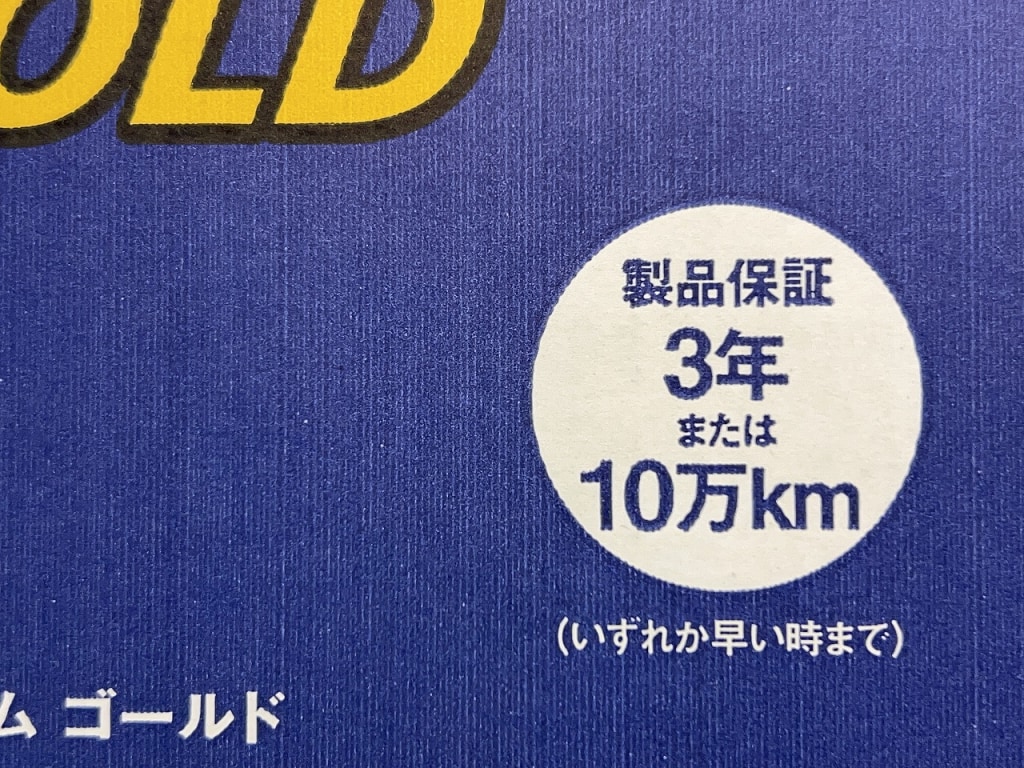 OLD
製品保証
3年
または
10万km
(いずれか早い時まで)
ム ゴールド